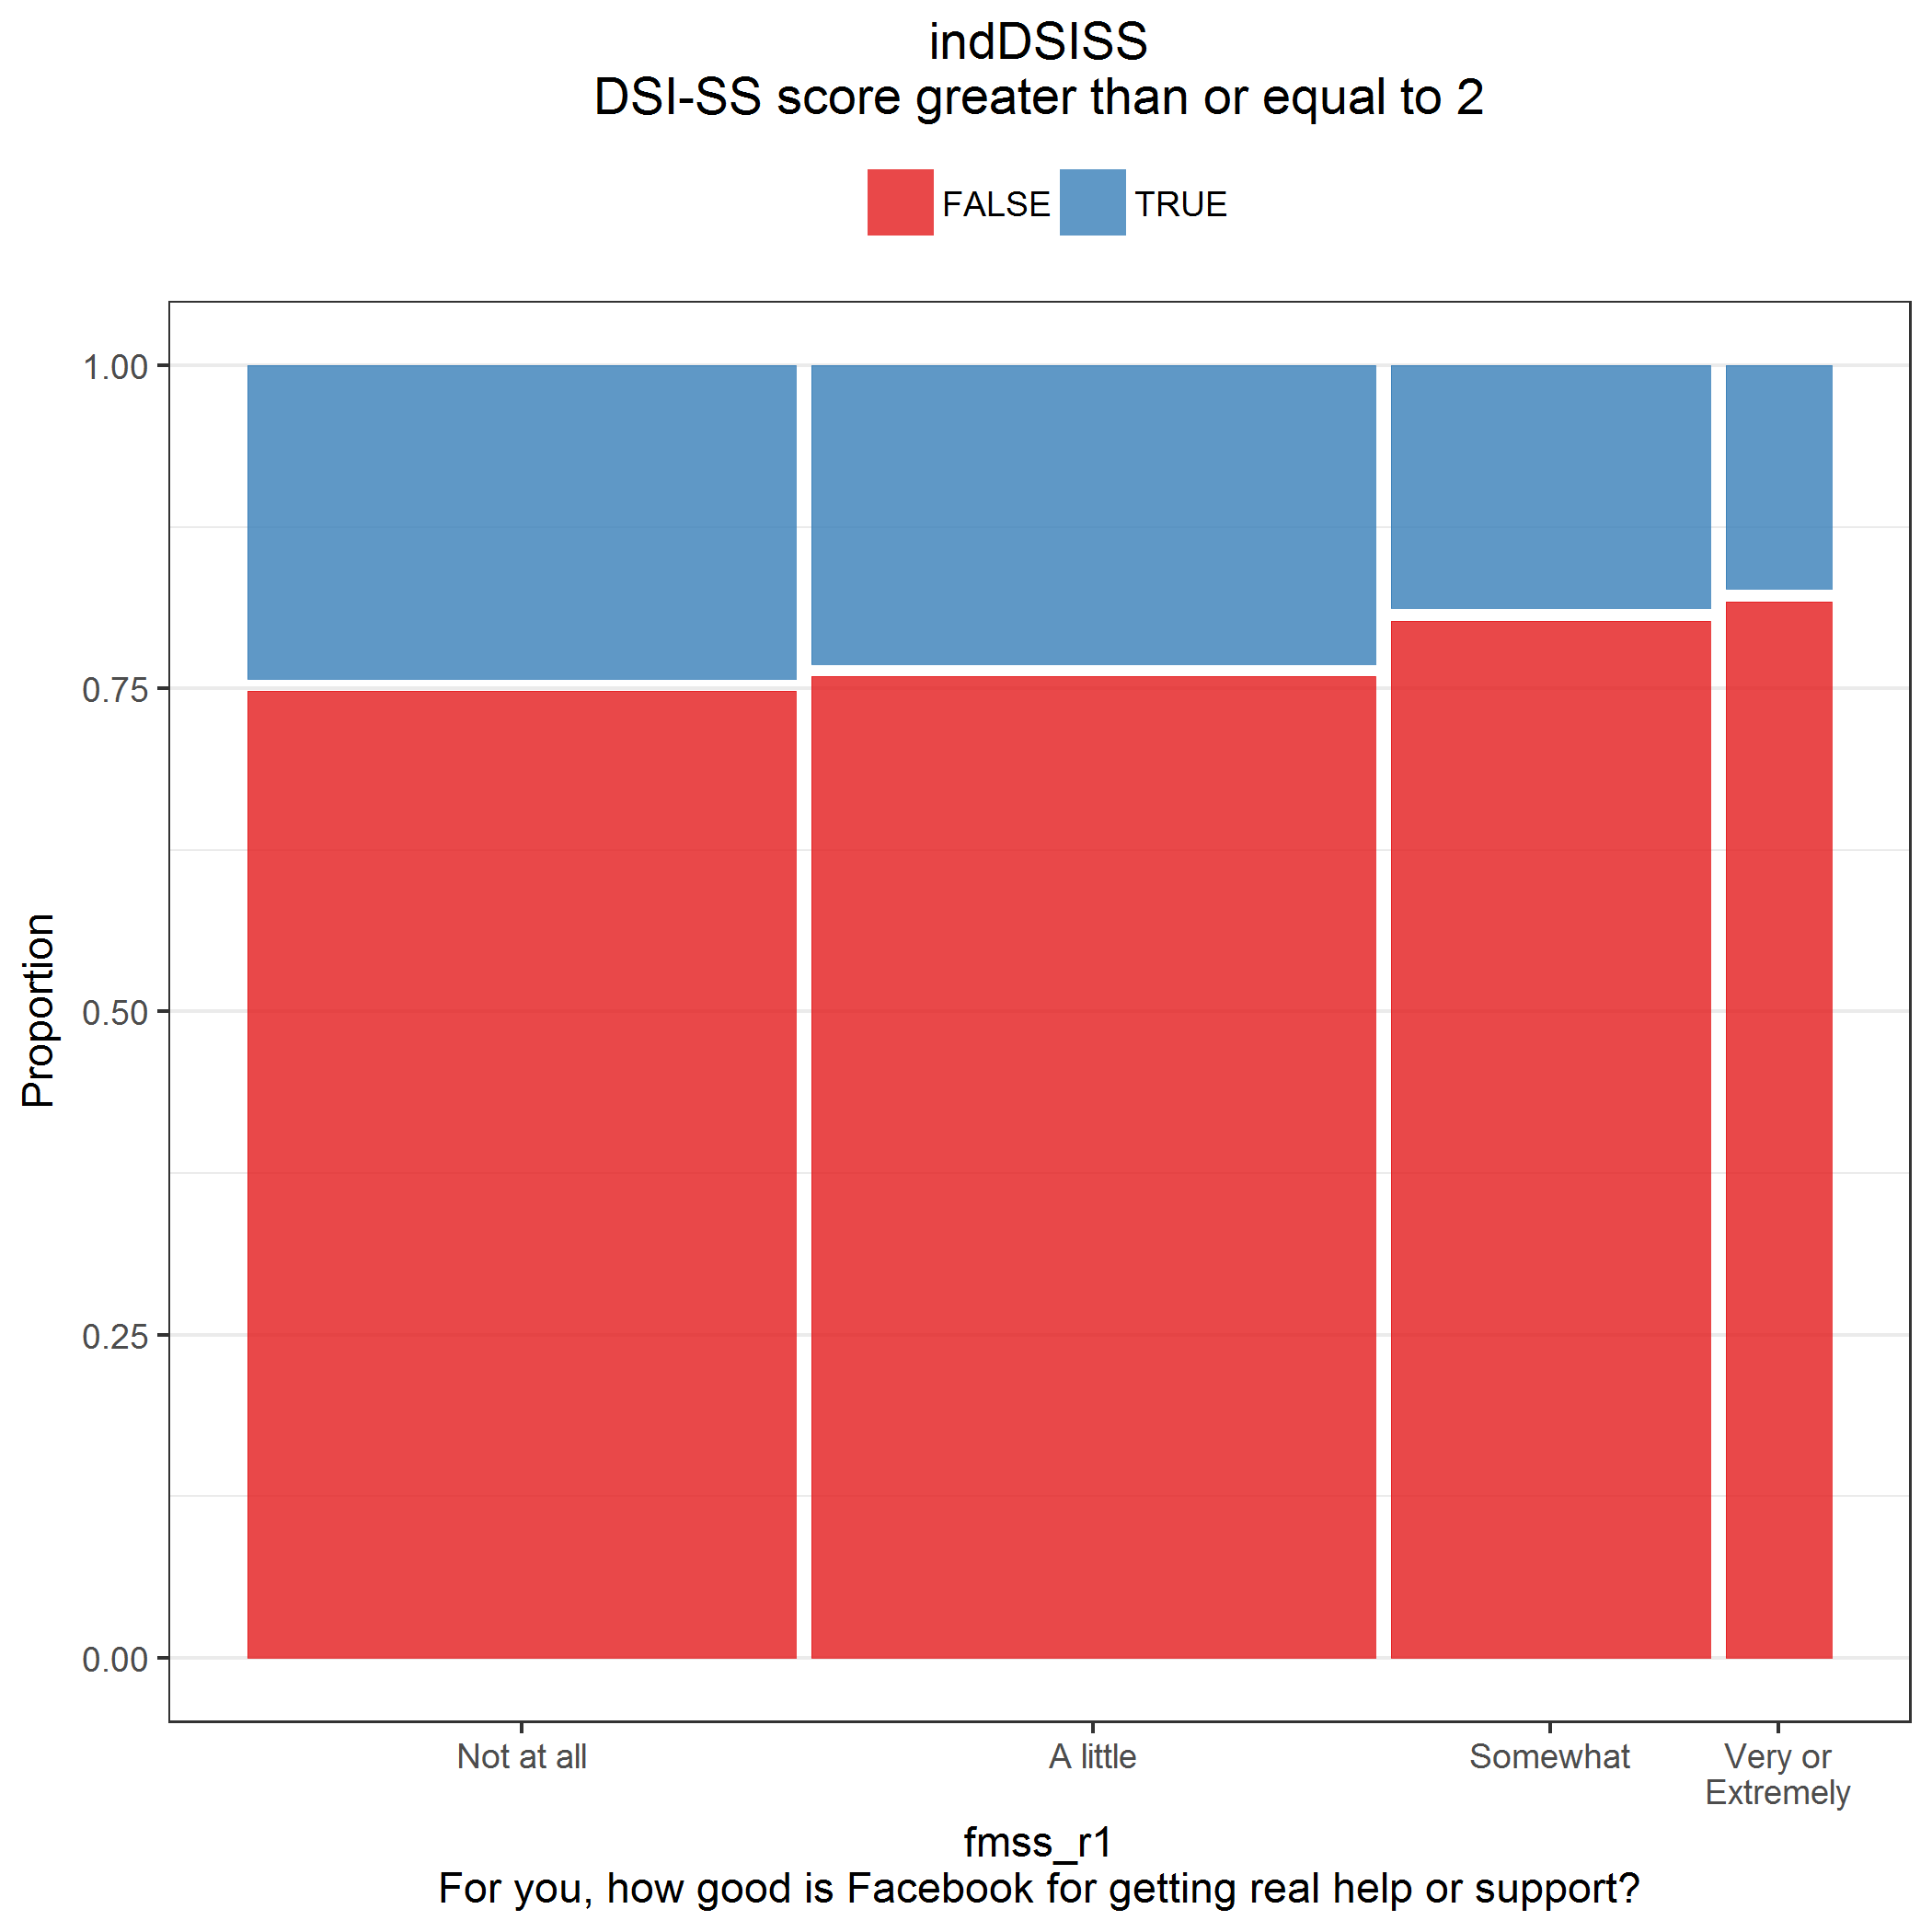 indDSISS
DSI-SS score greater than or equal to 2
FALSE TRUE
1.00
0.75
0.50
0.25
0.00
Proportion
Not at all A little Somewhat Very or
Extremely
fmss_r1
For you, how good is Facebook for getting real help or support?